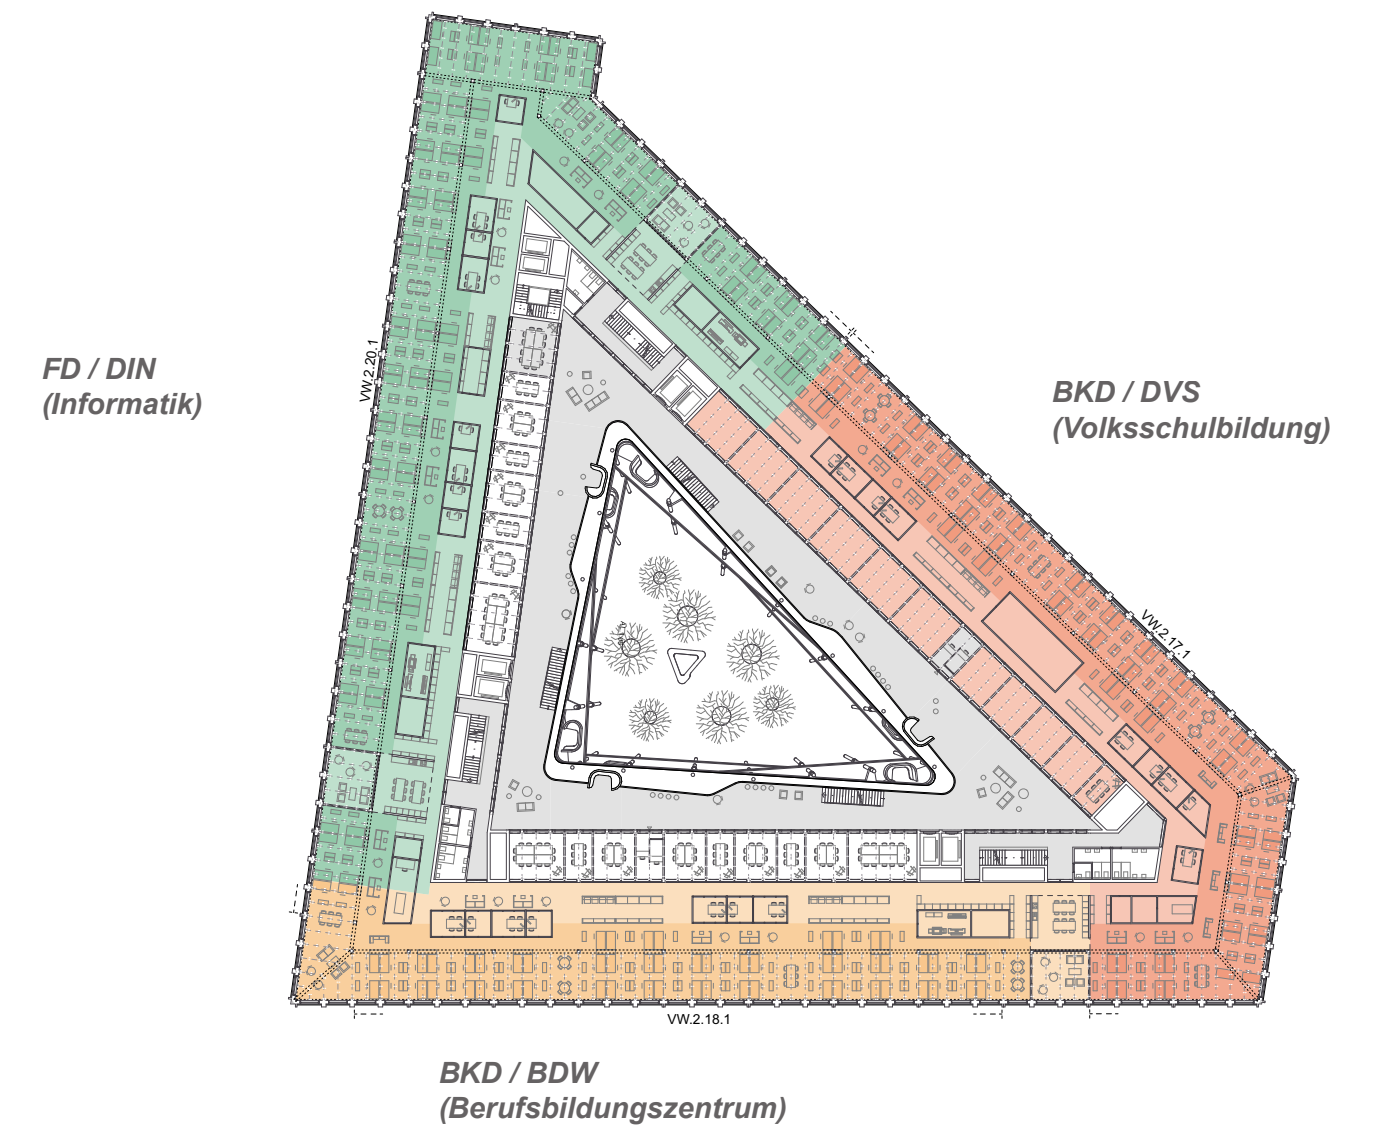 FD / DIN
(Informatik)
VW.2.20.1
BKD / DVS
(Volksschulbildung)
VW.2.17.1
VW.2.18.1
BKD / BDW
(Berufsbildungszentrum)